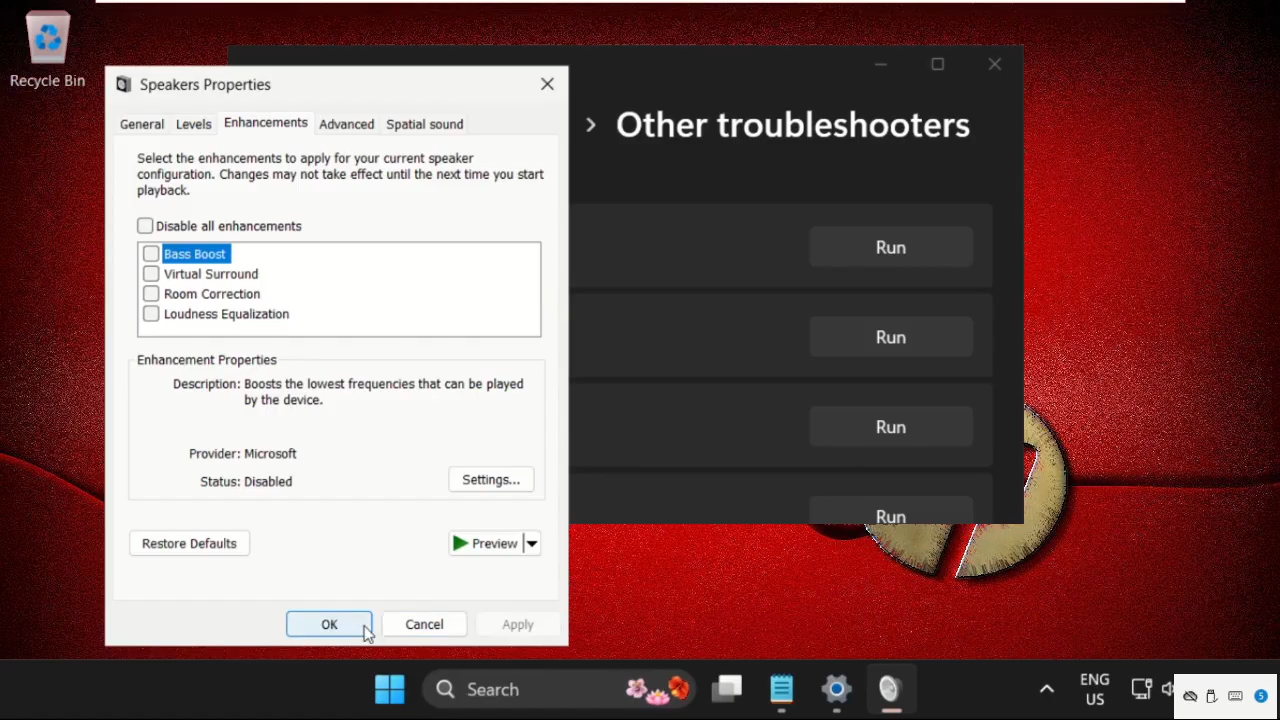 Recycle Bin
Speakers Properties
General Levels Enhancements Advanced Spatial sound
Select the enhancements to apply for your current speaker
configuration. Changes may not take effect until the next time you start
playback.
Disable all enhancements
Bass Boost
Virtual Surround
Room Correction
Loudness Equalization
Enhancement Properties
Description: Boosts the lowest frequencies that can be played
by the device.
Provider: Microsoft
Status: Disabled
Settings...
Restore Defaults
Preview
OK
Cancel
Apply
> Other troubleshooters
Run
Run
Run
Run
Search
ENG
US
5